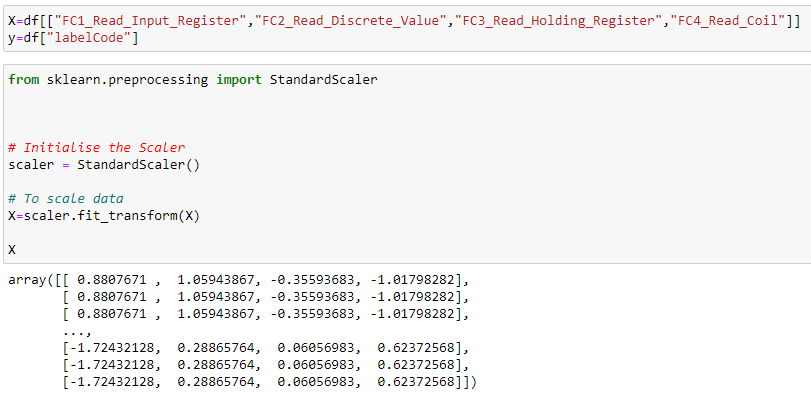 X=df[["FC1_Read_Input_Register","FC2_Read_Discrete_Value","FC3_Read_Holding_Register","FC4_Read_Coil"]]
y=df["labelCode"]
from sklearn.preprocessing import StandardScaler
# Initialise the Scaler
scaler = StandardScaler()
# To scale data
X=scaler.fit_transform(X)
X
array([[ 0.8807671 ,  1.05943867, -0.35593683, -1.01798282],
       [ 0.8807671 ,  1.05943867, -0.35593683, -1.01798282],
       [ 0.8807671 ,  1.05943867, -0.35593683, -1.01798282],
       ...,
       [-1.72432128,  0.28865764,  0.06056983,  0.62372568],
       [-1.72432128,  0.28865764,  0.06056983,  0.62372568],
       [-1.72432128,  0.28865764,  0.06056983,  0.62372568]])